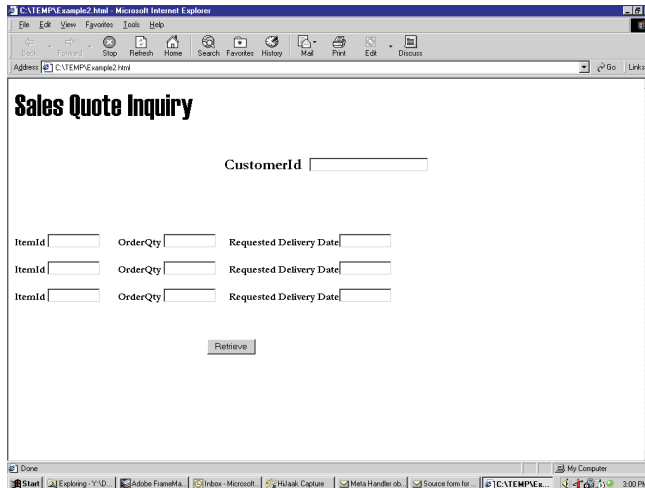 C:\TEMP\Example2.html - Microsoft Internet Explorer
File Edit View Favorites Tools Help
Back Forward Stop Refresh Home Search Favorites History Mail Print Edit Discuss
Address C:\TEMP\Example2.html Go Links
Sales Quote Inquiry
CustomerId
ItemId OrderQty Requested Delivery Date
ItemId OrderQty Requested Delivery Date
ItemId OrderQty Requested Delivery Date
Retrieve
Done My Computer
Start Exploring - Y:\D... Adobe FrameMa... Inbox - Microsoft... HiJaak Capture Meta Handler ob... Source form for ... C:\TEMP\Ex... 3:00 PM